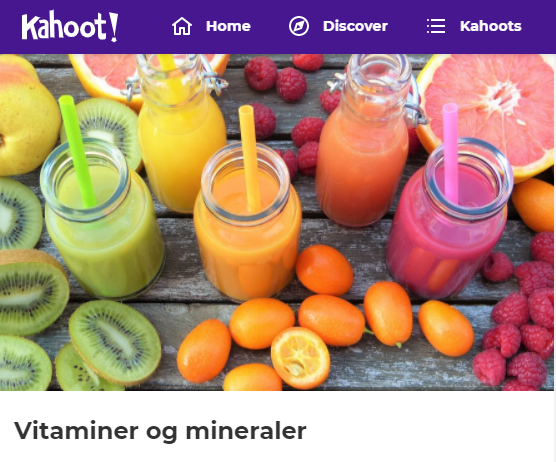 Kahoot! Home Discover Kahoots
Vitaminer og mineraler